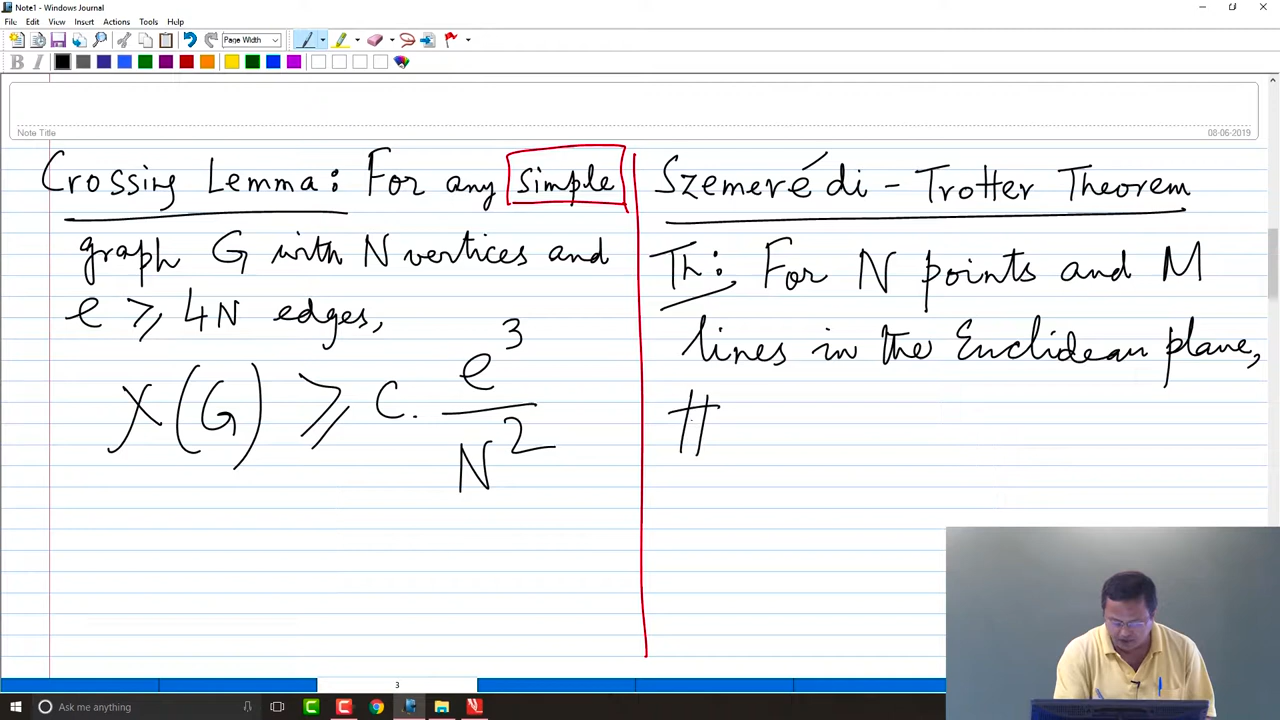 Note1 - Windows Journal
File Edit View Insert Actions Tools Help
Page Width
B I
Note Title
08-06-2019
Crossing Lemma: For any simple
graph G with N vertices and
e ≥ 4N edges,
X(G) ≥ C. e³/N²
Szemerédi - Trotter Theorem
Th: For N points and M
lines in the Euclidean plane,
#
3
Ask me anything